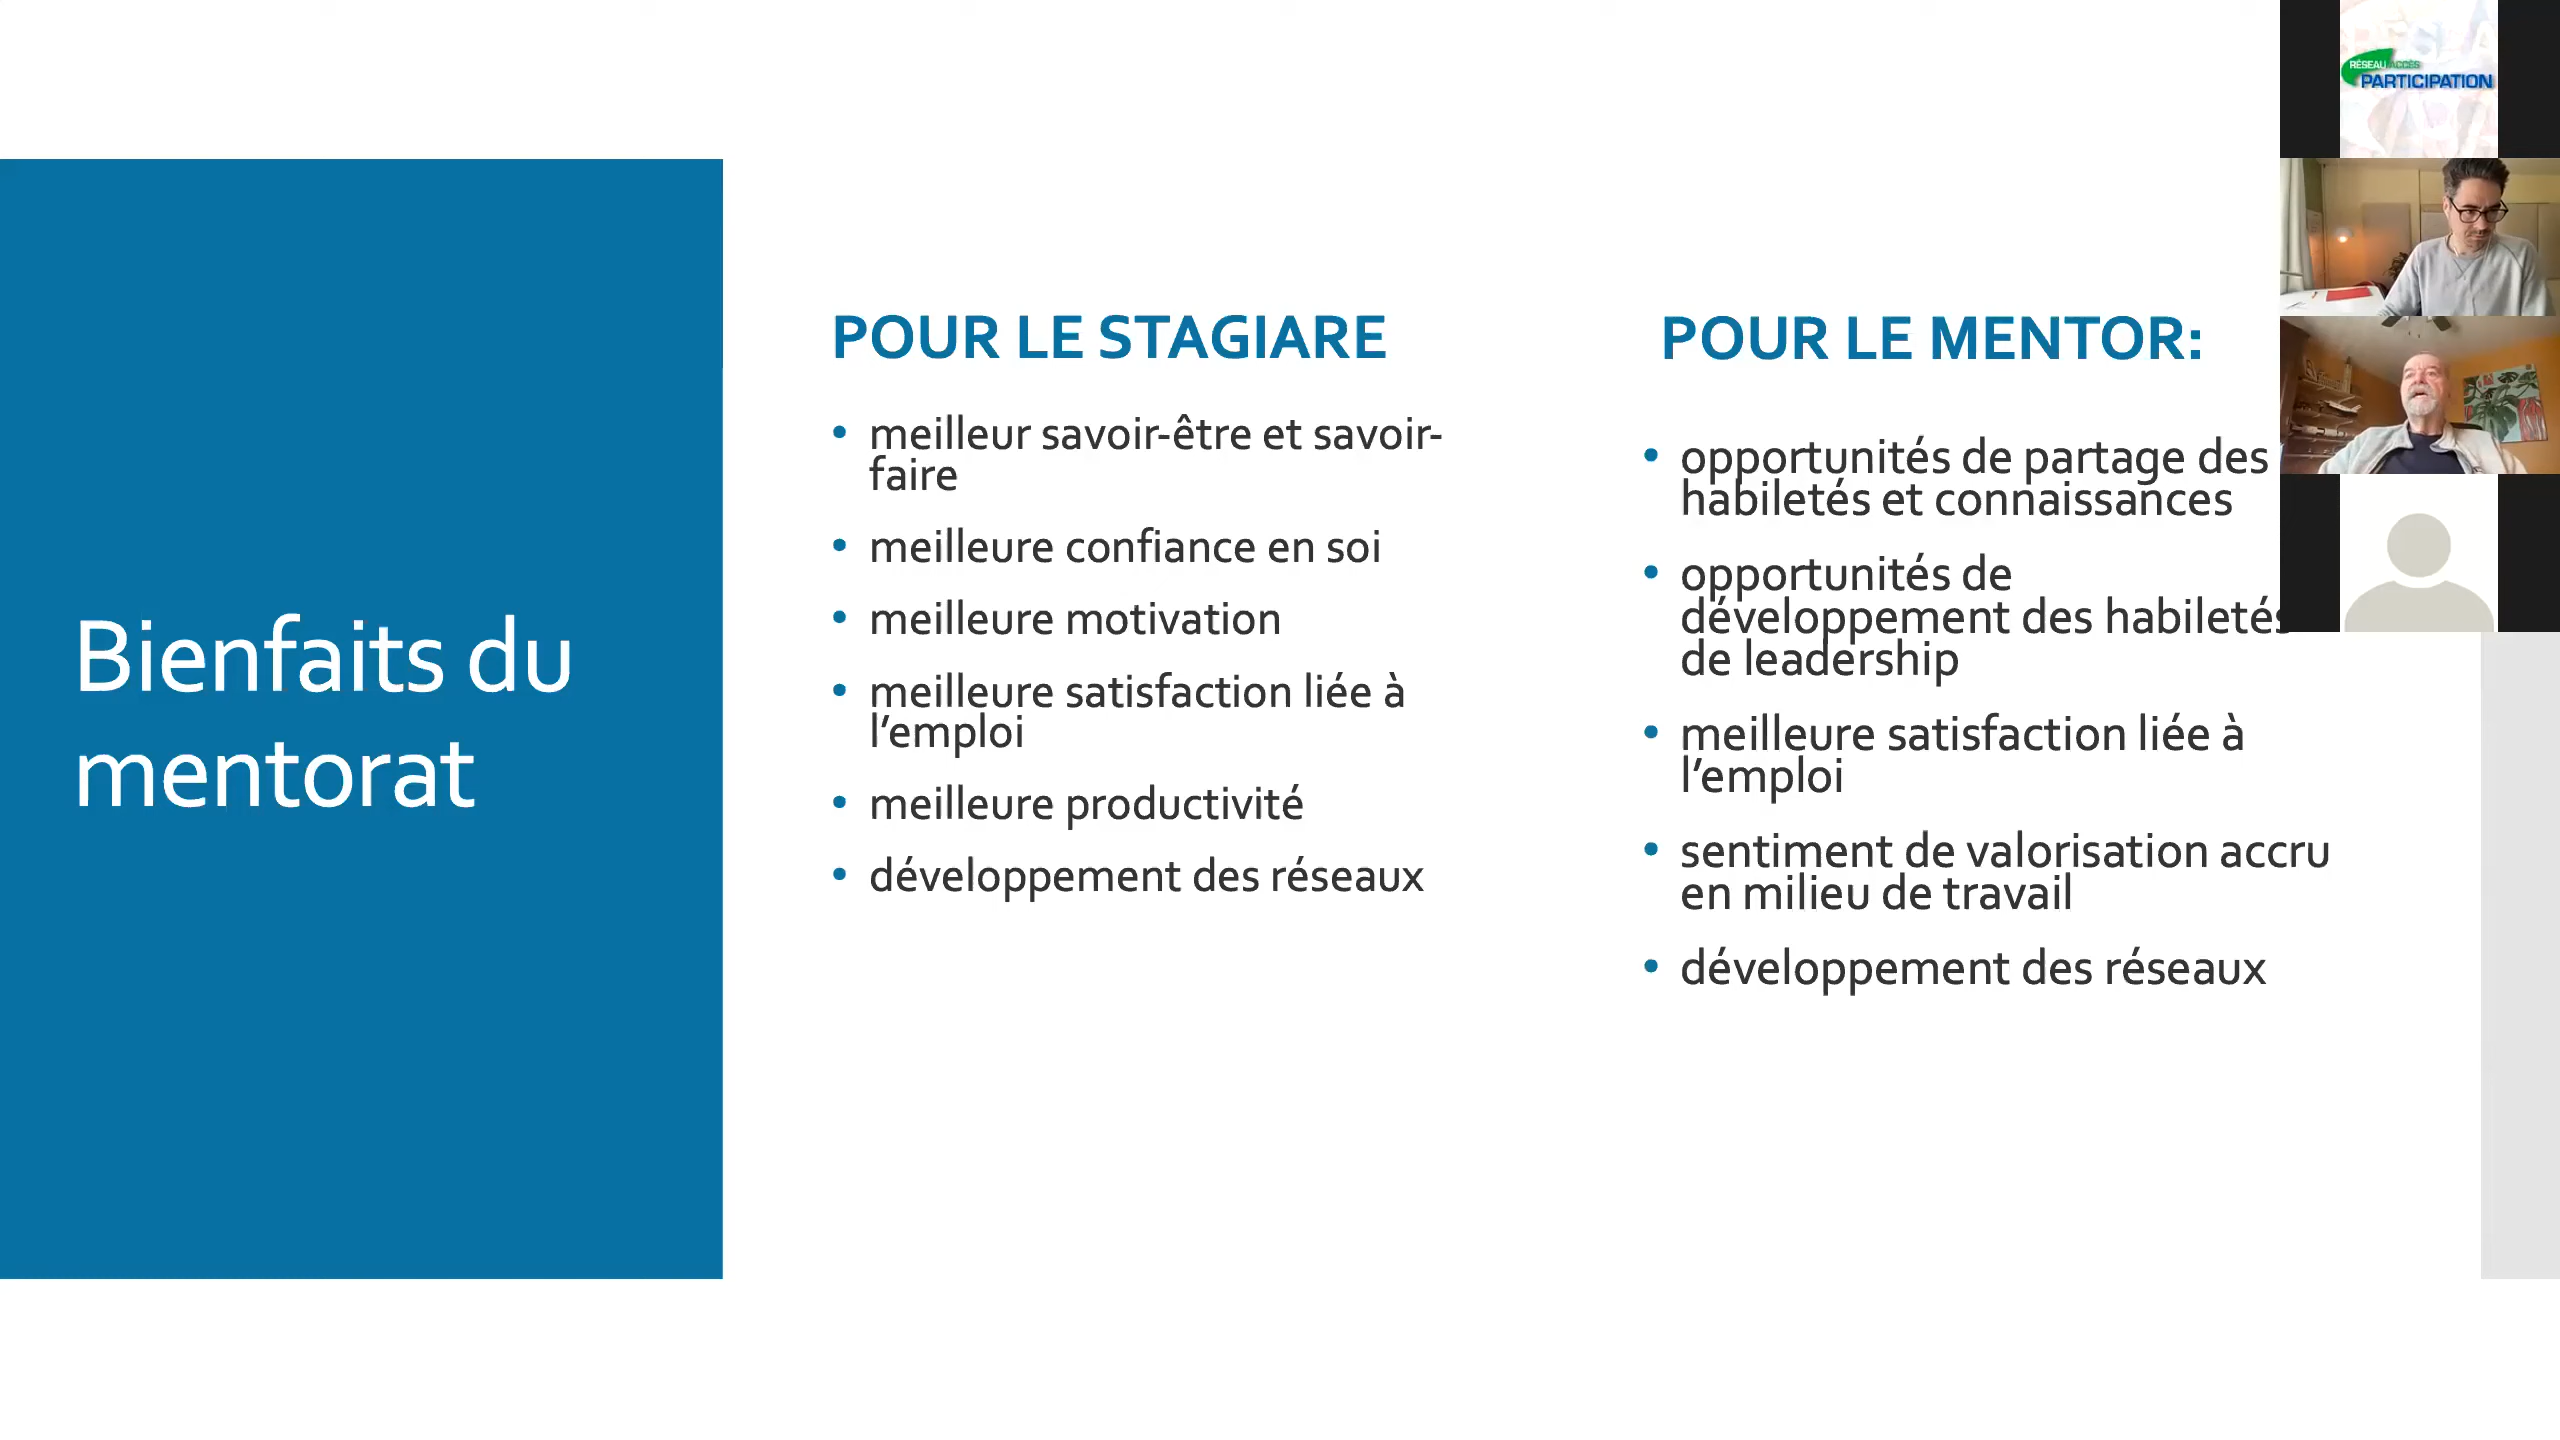 Bienfaits du
mentorat
POUR LE STAGIARE
• meilleur savoir-être et savoir-
faire
• meilleure confiance en soi
• meilleure motivation
• meilleure satisfaction liée à
l’emploi
• meilleure productivité
• développement des réseaux
POUR LE MENTOR:
• opportunités de partage des
habiletés et connaissances
• opportunités de
développement des habiletés
de leadership
• meilleure satisfaction liée à
l’emploi
• sentiment de valorisation accru
en milieu de travail
• développement des réseaux
RÉSEAU ACCÈS
PARTICIPATION